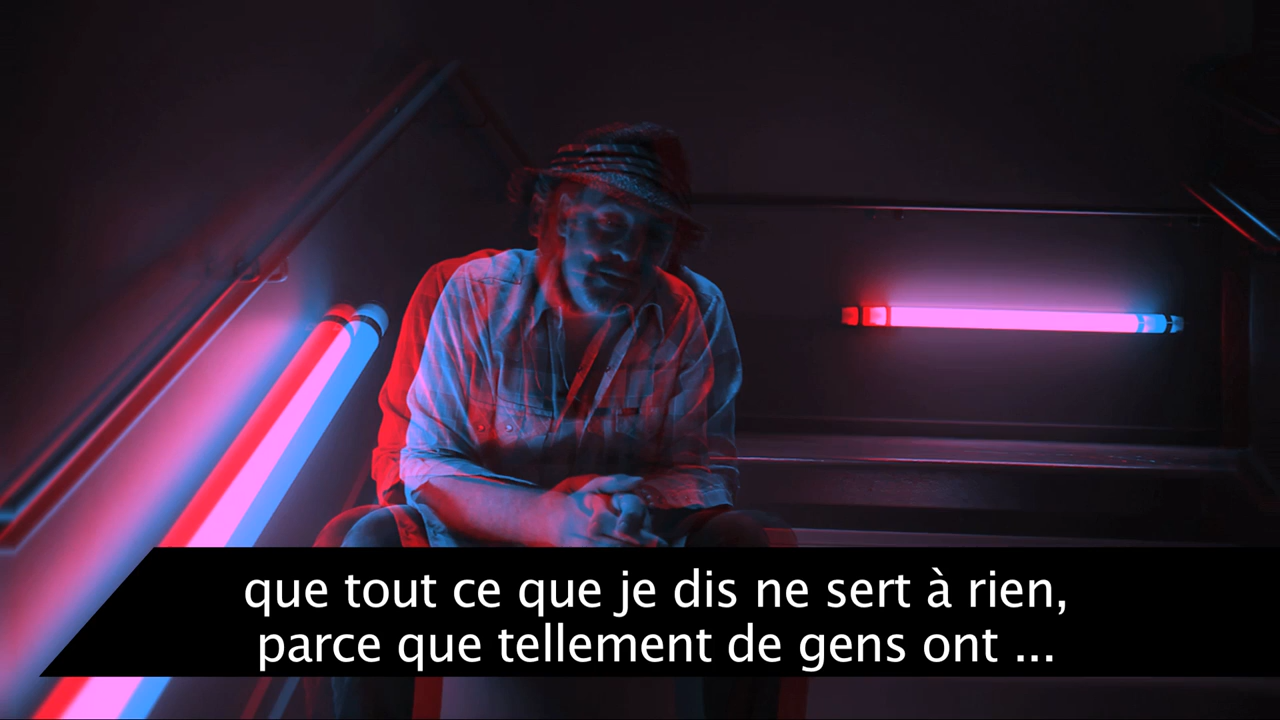 que tout ce que je dis ne sert à rien,
parce que tellement de gens ont ...